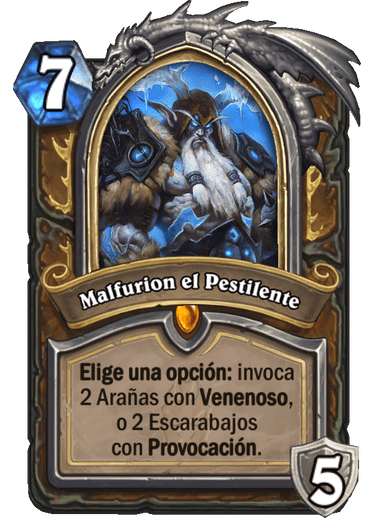 7
Malfurion el Pestilente
Elige una opción: invoca
2 Arañas con Venenoso,
o 2 Escarabajos
con Provocación.
5